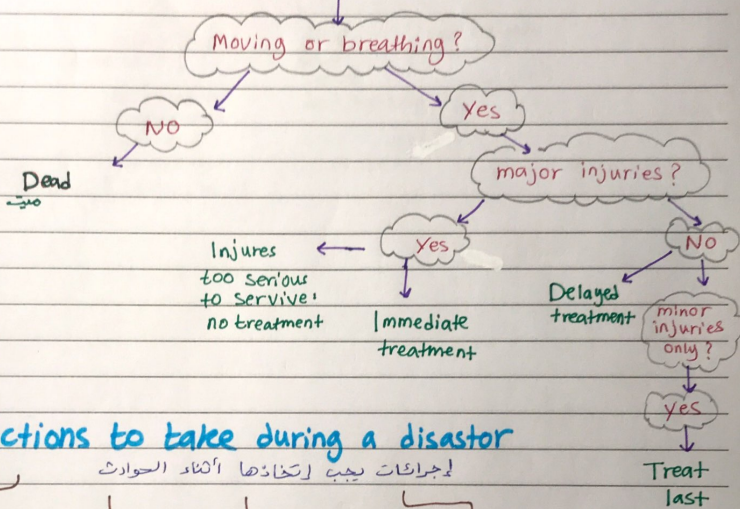 Moving or breathing?
NO
Yes
Dead
ميت
major injuries?
Yes
NO
Injures
too serious
to servive:
no treatment
Immediate
treatment
Delayed
treatment
minor
injuries
only?
yes
Treat
last
ctions to take during a disastor
إجرائات يجب إتخاذها أثناء الحوادث